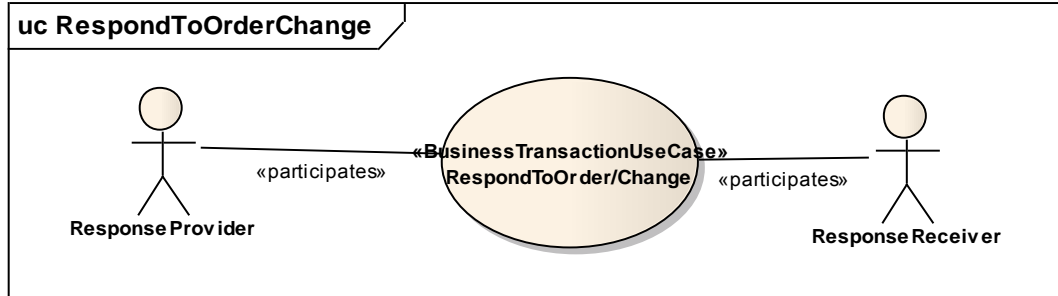 uc RespondToOrderChange
«BusinessTransactionUseCase»
RespondToOrder/Change
«participates»
«participates»
ResponseProvider
ResponseReceiver